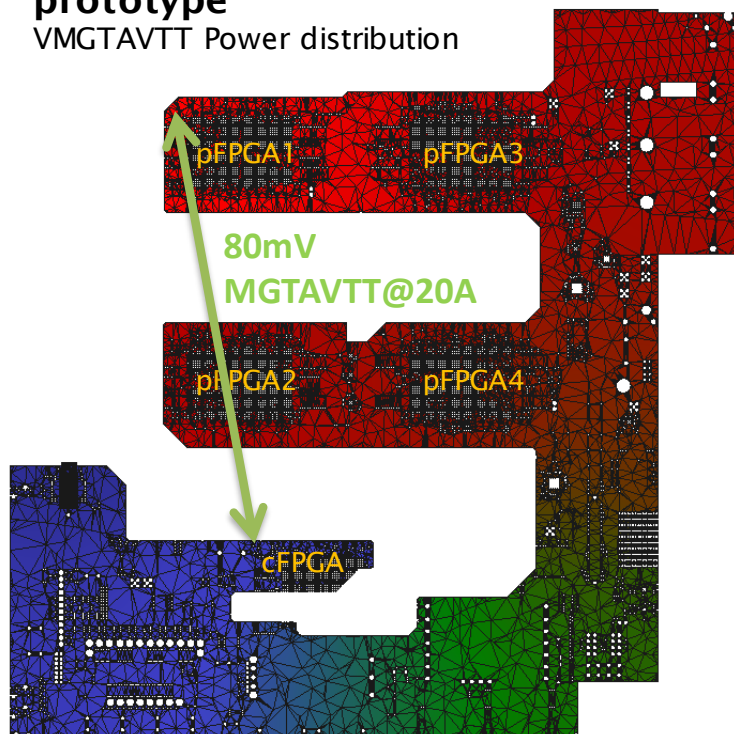 prototype
VMGTAVTT Power distribution
pFPGA1
pFPGA3
80mV
MGTAVTT@20A
pFPGA2
pFPGA4
cFPGA